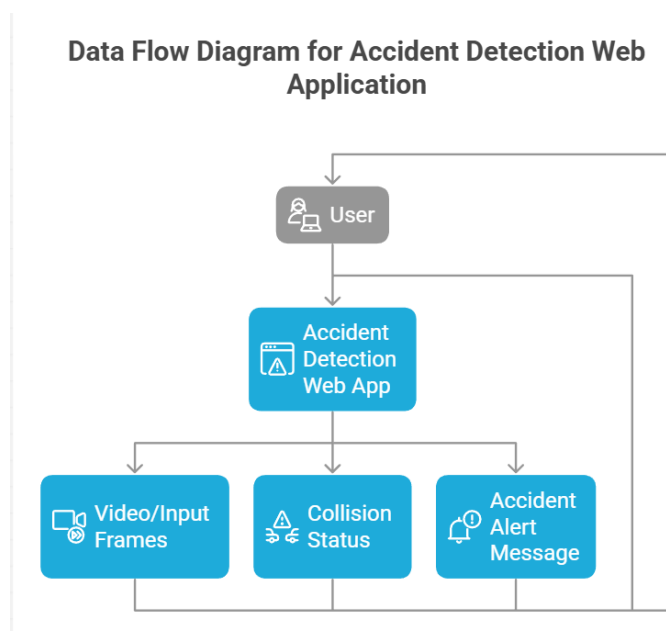 Data Flow Diagram for Accident Detection Web
Application
User
Accident
Detection
Web App
Video/Input
Frames
Collision
Status
Accident
Alert
Message